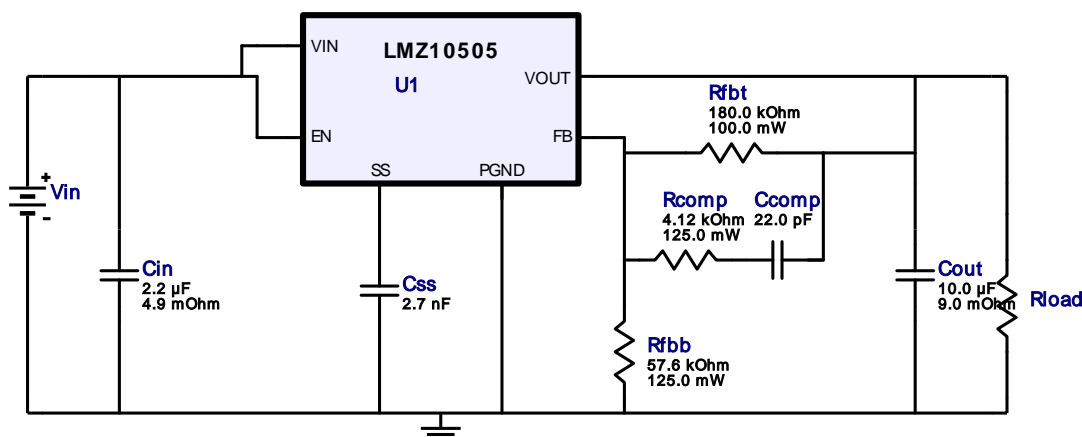 LMZ10505
U1
VIN
VOUT
EN
FB
SS
PGND
Rfbt
180.0 kOhm
100.0 mW
Rcomp
4.12 kOhm
125.0 mW
Ccomp
22.0 pF
+
Vin
-
Cin
2.2 µF
4.9 mOhm
Css
2.7 nF
Cout
10.0 µF
9.0 mOhm
Rload
Rfbb
57.6 kOhm
125.0 mW